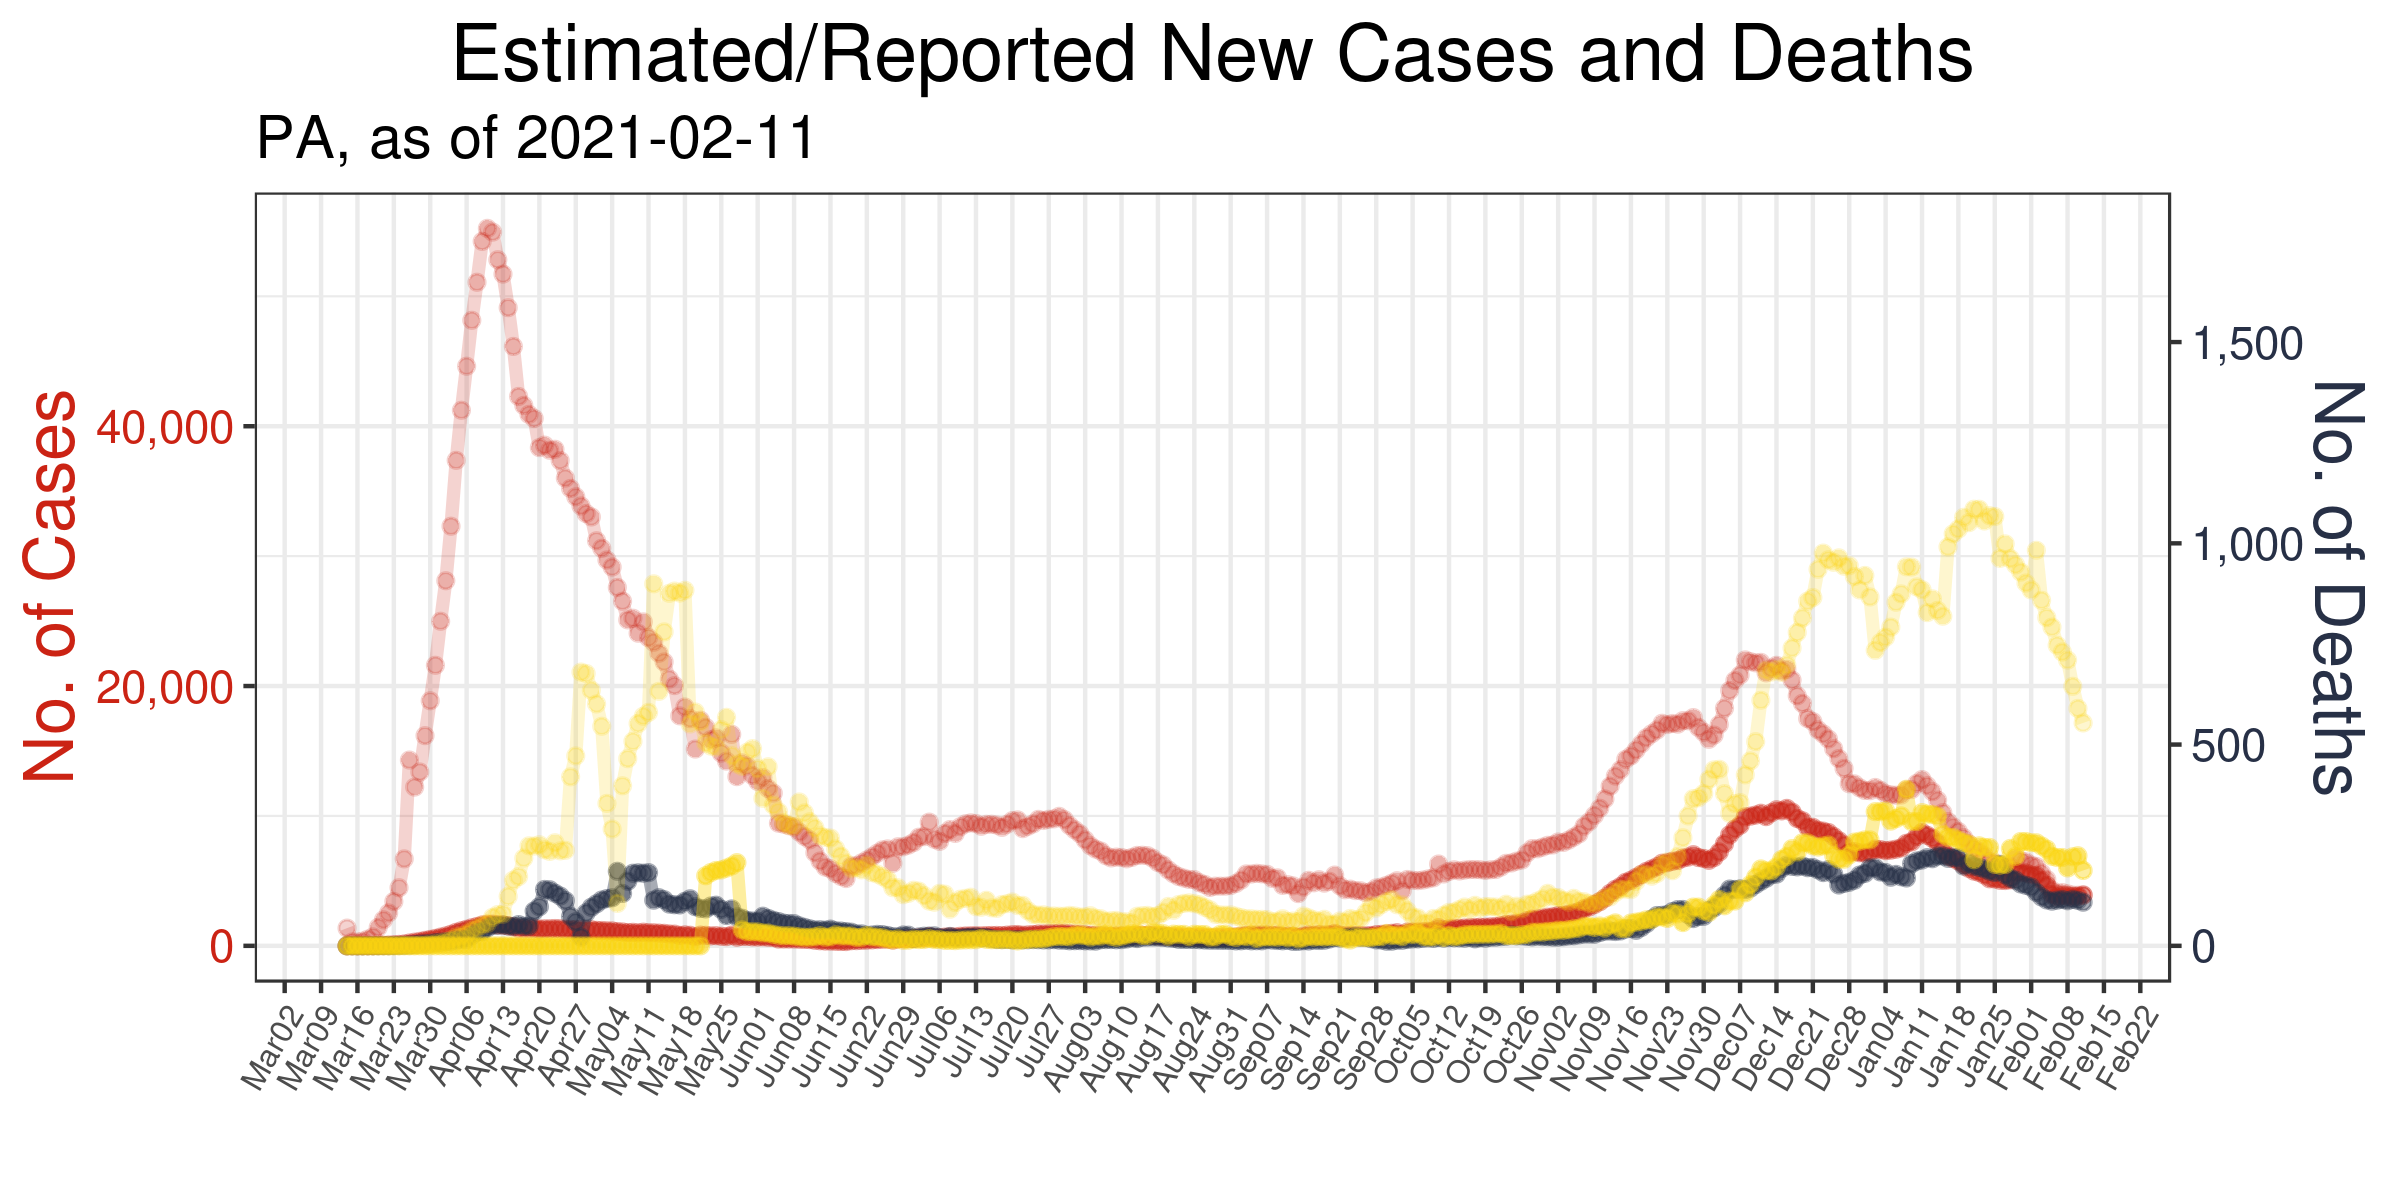 Estimated/Reported New Cases and Deaths
PA, as of 2021-02-11
No. of Cases
40,000
20,000
0
1,500
1,000
500
0
No. of Deaths
Mar02
Mar09
Mar16
Mar23
Mar30
Apr06
Apr13
Apr20
Apr27
May04
May11
May18
May25
Jun01
Jun08
Jun15
Jun22
Jun29
Jul06
Jul13
Jul20
Jul27
Aug03
Aug10
Aug17
Aug24
Aug31
Sep07
Sep14
Sep21
Sep28
Oct05
Oct12
Oct19
Oct26
Nov02
Nov09
Nov16
Nov23
Nov30
Dec07
Dec14
Dec21
Dec28
Jan04
Jan11
Jan18
Jan25
Feb01
Feb08
Feb15
Feb22